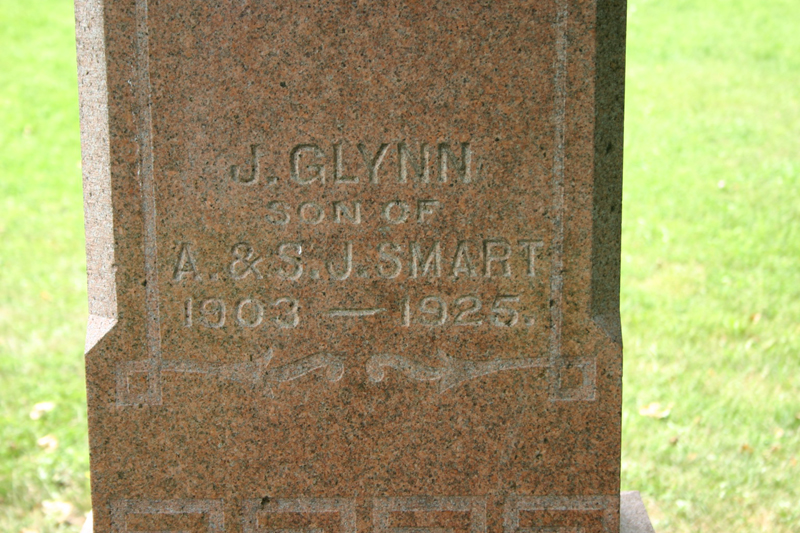 J. GLYNN
SON OF
A. & S. J. SMART
1903 — 1925.